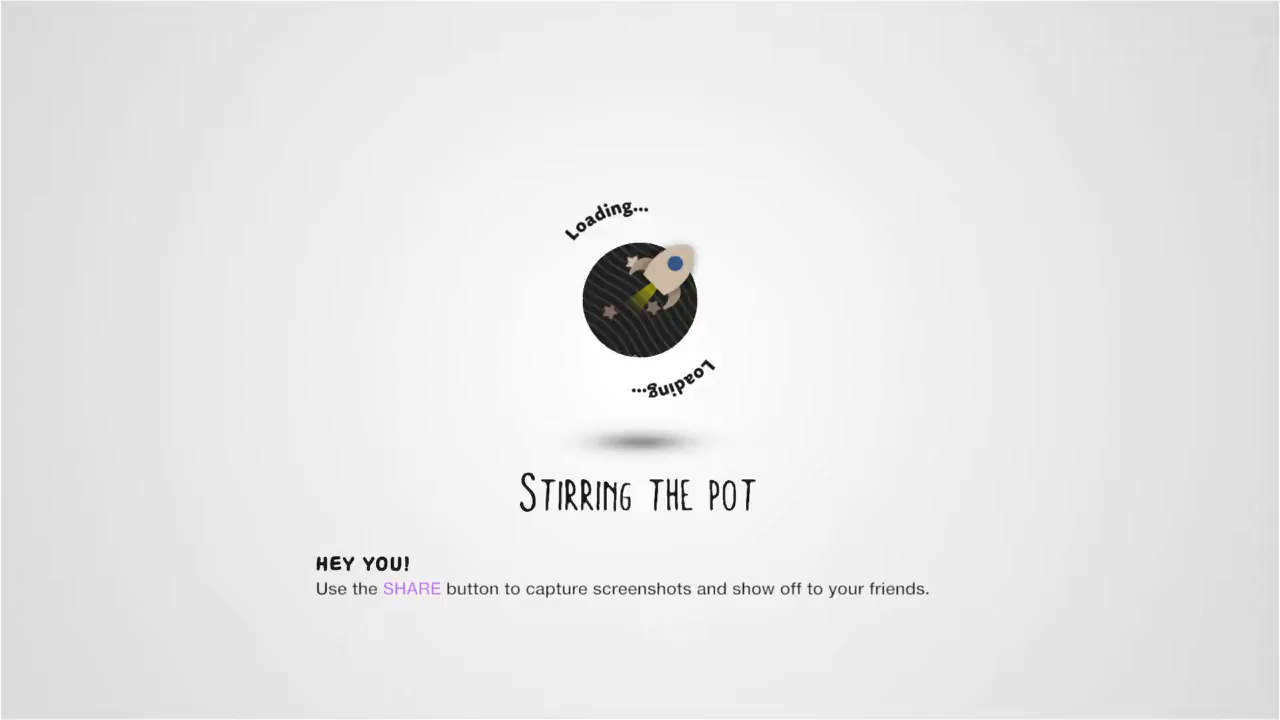 Loading...
Loading...
Stirring the pot
HEY YOU!
Use the SHARE button to capture screenshots and show off to your friends.